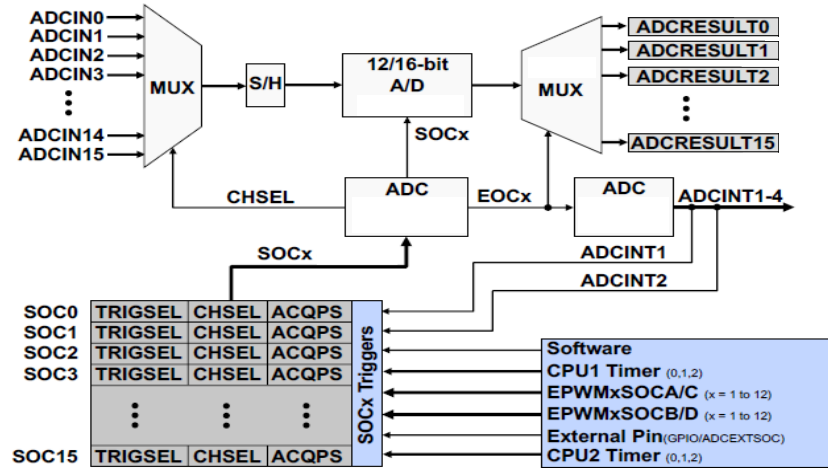 ADCIN0
ADCIN1
ADCIN2
ADCIN3
ADCIN14
ADCIN15
MUX
S/H
12/16-bit
A/D
MUX
ADCRESULT0
ADCRESULT1
ADCRESULT2
ADCRESULT15
SOCx
CHSEL
ADC
EOCx
ADC
ADCINT1-4
SOCx
ADCINT1
ADCINT2
SOC0 TRIGSEL CHSEL ACQPS
SOC1 TRIGSEL CHSEL ACQPS
SOC2 TRIGSEL CHSEL ACQPS
SOC3 TRIGSEL CHSEL ACQPS
SOC15 TRIGSEL CHSEL ACQPS
SOCx Triggers
Software
CPU1 Timer (0,1,2)
EPWMxSOCA/C (x = 1 to 12)
EPWMxSOCB/D (x = 1 to 12)
External Pin(GPIO/ADCEXTSOC)
CPU2 Timer (0,1,2)